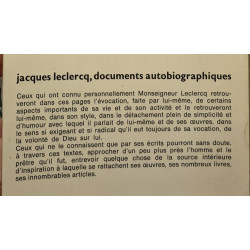 jacques leclercq, documents autobiographiques
Ceux qui ont connu personnellement Monseigneur Leclercq retrou-
veront dans ces pages l'évocation, faite par lui-même, de certains
aspects importants de sa vie et de son activité et le retrouveront
lui-même, dans son style, dans le détachement plein de simplicité et
d'humour avec lequel il parlait de lui-même et de ses œuvres, dans
le sens si exigeant et si radical qu'il eut toujours de sa vocation, de
la volonté de Dieu sur lui.
Ceux qui ne le connaissent que par ses écrits pourront sans doute,
à travers ces textes, approcher d'un peu plus près l'homme et le
prêtre qu'il fut, entrevoir quelque chose de la source intérieure
d'inspiration à laquelle se rattachent ses œuvres, ses nombreux livres,
ses innombrables articles.